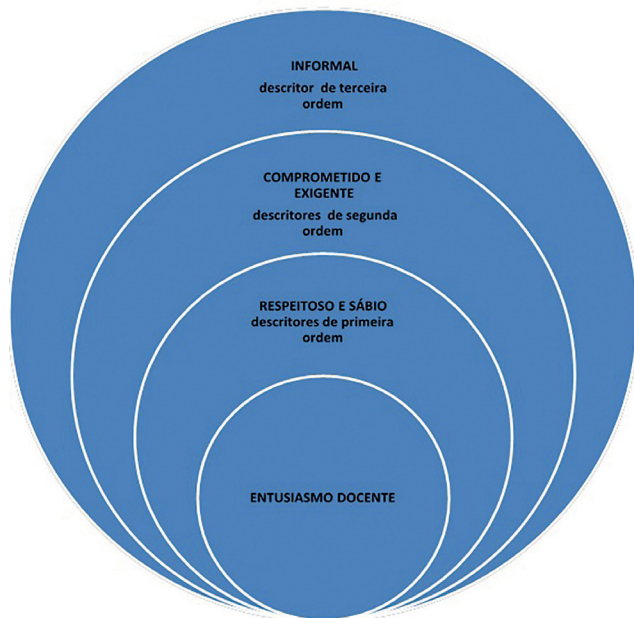 INFORMAL
descritor de terceira
ordem
COMPROMETIDO E
EXIGENTE
descritores de segunda
ordem
RESPEITOSO E SÁBIO
descritores de primeira
ordem
ENTUSIASMO DOCENTE